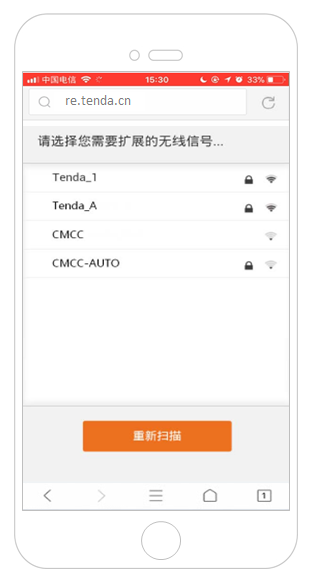 中国电信 15:30 33%
re.tenda.cn
请选择您需要扩展的无线信号...
Tenda_1
Tenda_A
CMCC
CMCC-AUTO
重新扫描
1